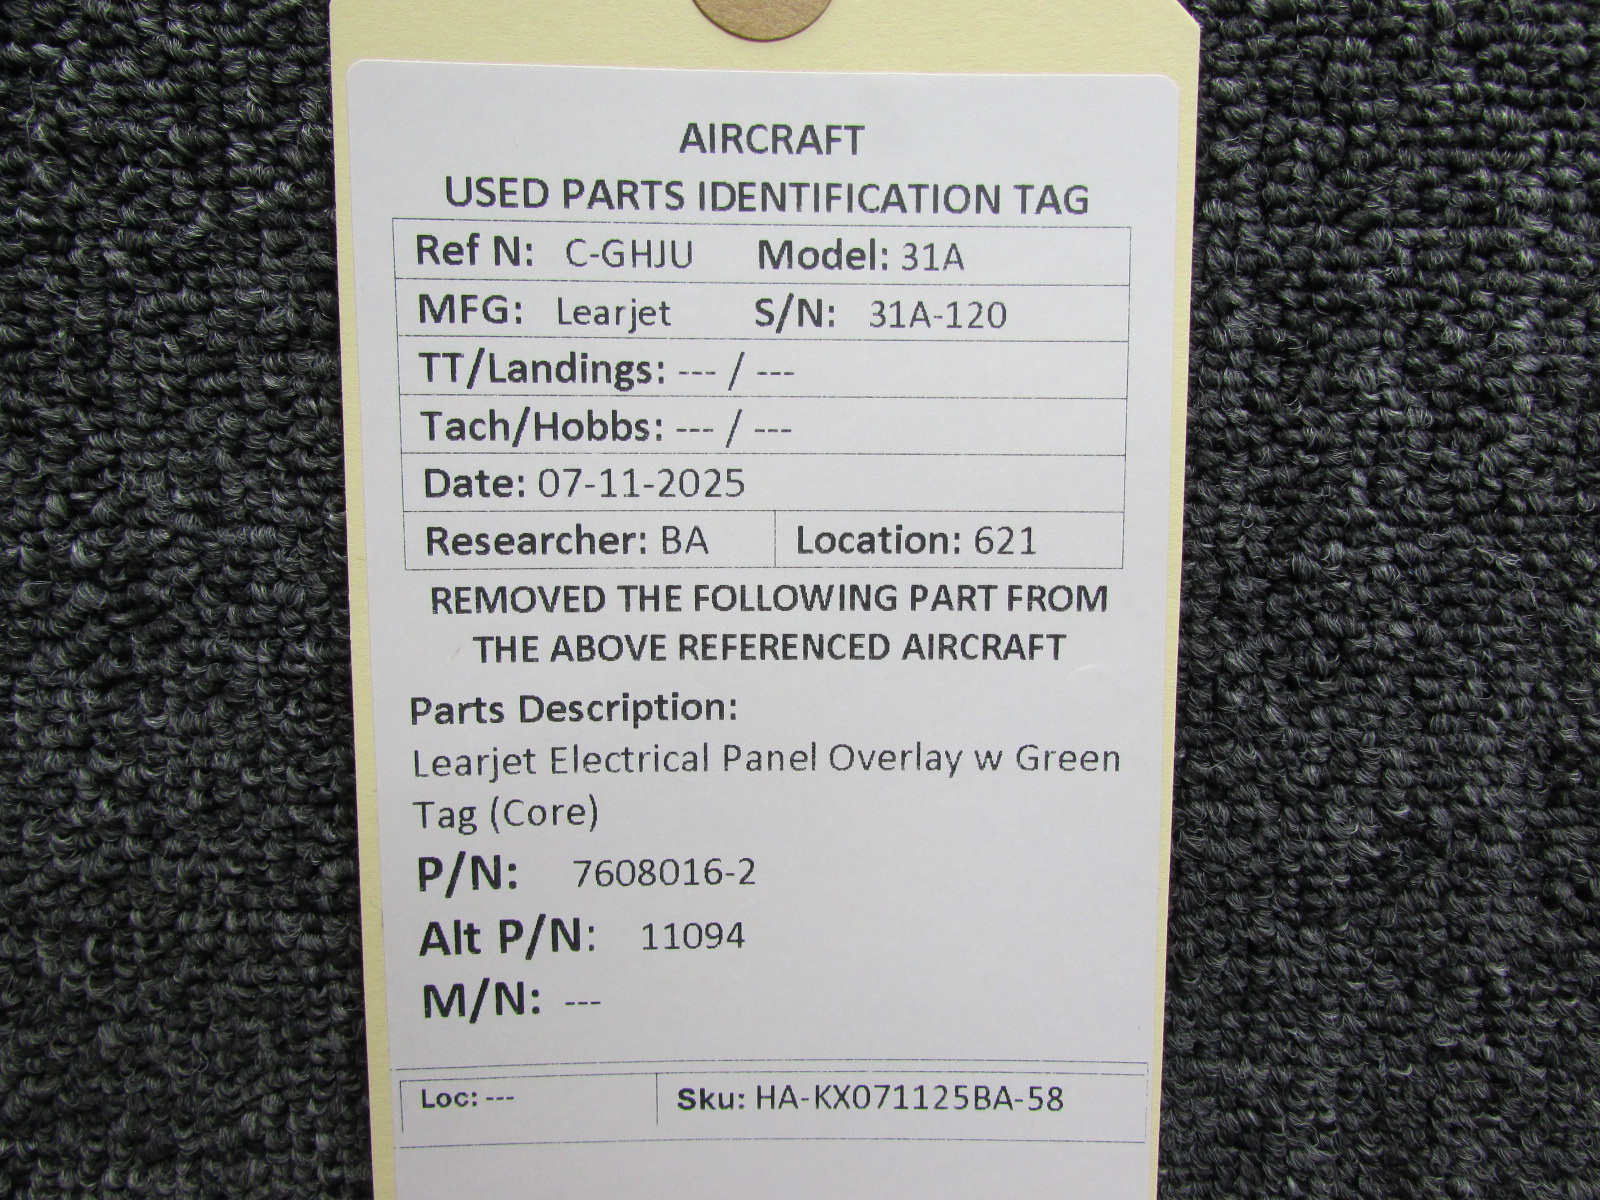 AIRCRAFT
USED PARTS IDENTIFICATION TAG
Ref N: C-GHJU Model: 31A
MFG: Learjet S/N: 31A-120
TT/Landings: --- / ---
Tach/Hobbs: --- / ---
Date: 07-11-2025
Researcher: BA Location: 621
REMOVED THE FOLLOWING PART FROM
THE ABOVE REFERENCED AIRCRAFT
Parts Description:
Learjet Electrical Panel Overlay w Green
Tag (Core)
P/N: 7608016-2
Alt P/N: 11094
M/N: ---
Loc: --- Sku: HA-KX071125BA-58